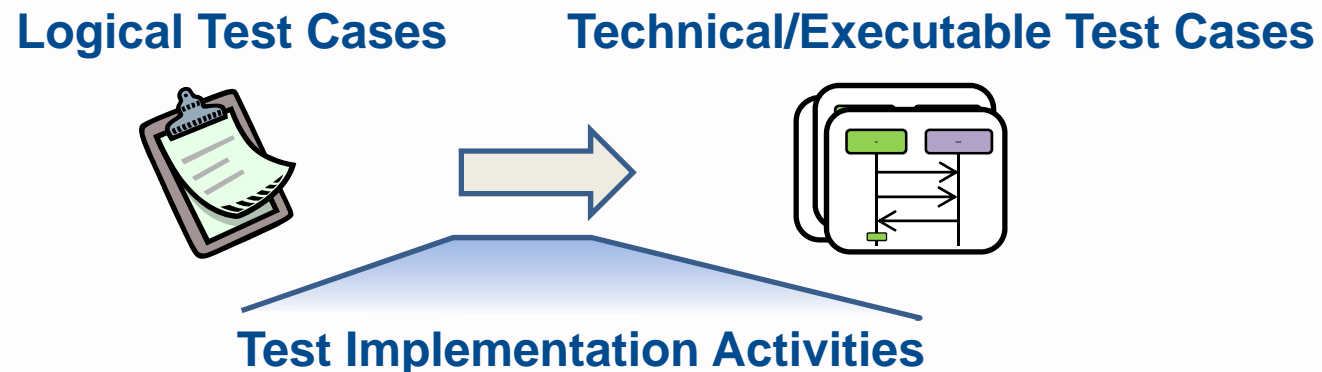 Logical Test Cases
Technical/Executable Test Cases
Test Implementation Activities